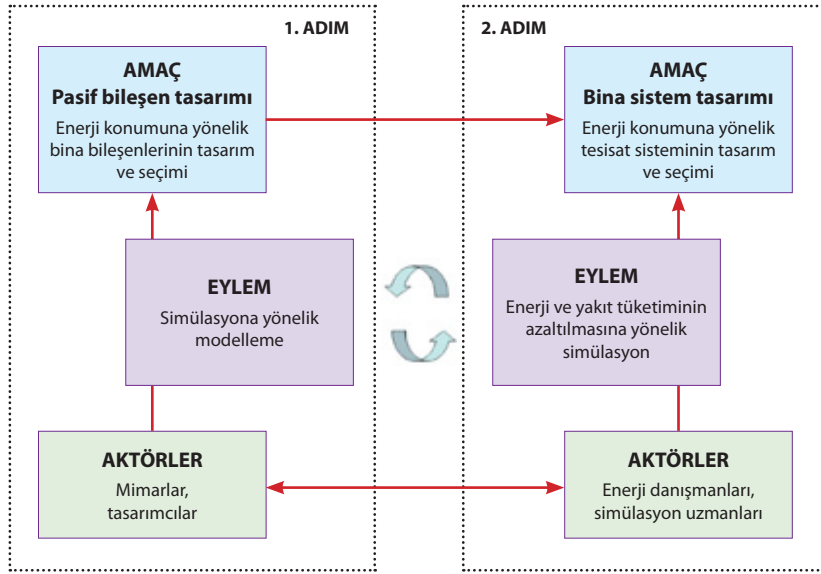 1. ADIM
AMAÇ
Pasif bileşen tasarımı
Enerji konumuna yönelik
bina bileşenlerinin tasarım
ve seçimi
EYLEM
Simülasyona yönelik
modelleme
AKTÖRLER
Mimarlar,
tasarımcılar
2. ADIM
AMAÇ
Bina sistem tasarımı
Enerji konumuna yönelik
tesisat sisteminin tasarım
ve seçimi
EYLEM
Enerji ve yakıt tüketiminin
azaltılmasına yönelik
simülasyon
AKTÖRLER
Enerji danışmanları,
simülasyon uzmanları